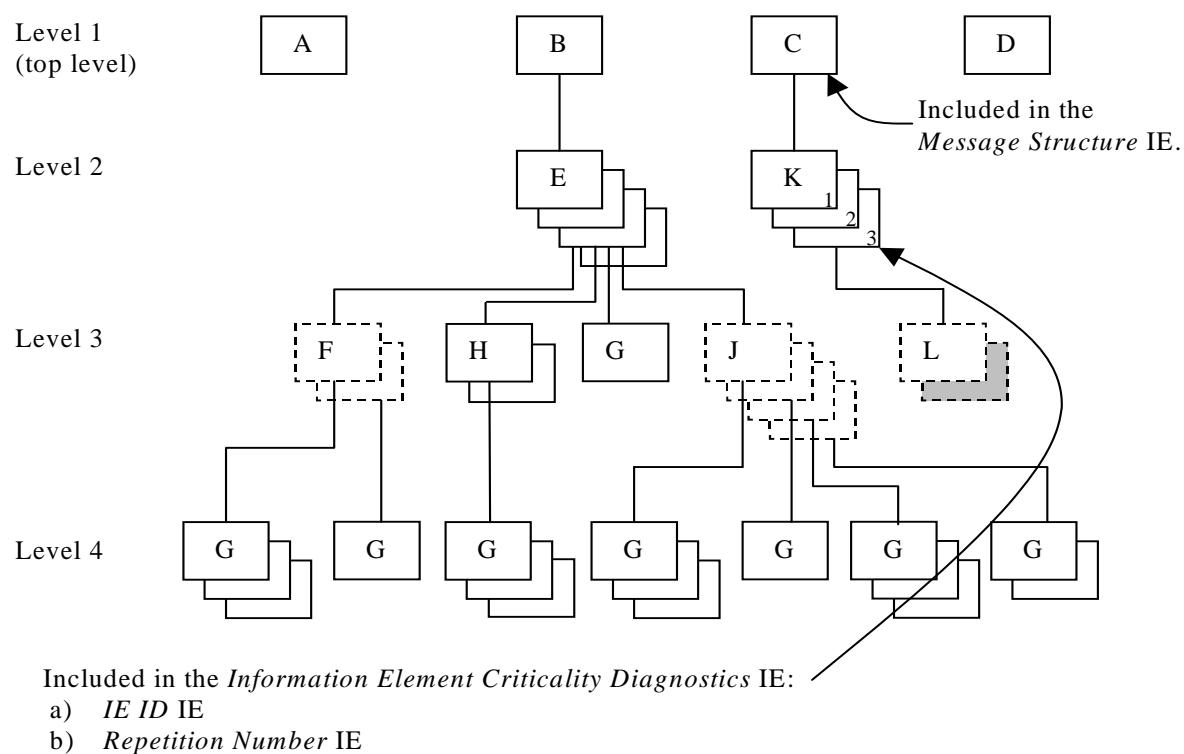 Level 1
(top level)
A
B
C
D
Included in the
Message Structure IE.
Level 2
E
K
1
2
3
Level 3
F
H
G
J
L
Level 4
G
G
G
G
G
G
G
Included in the Information Element Criticality Diagnostics IE:
a) IE ID IE
b) Repetition Number IE